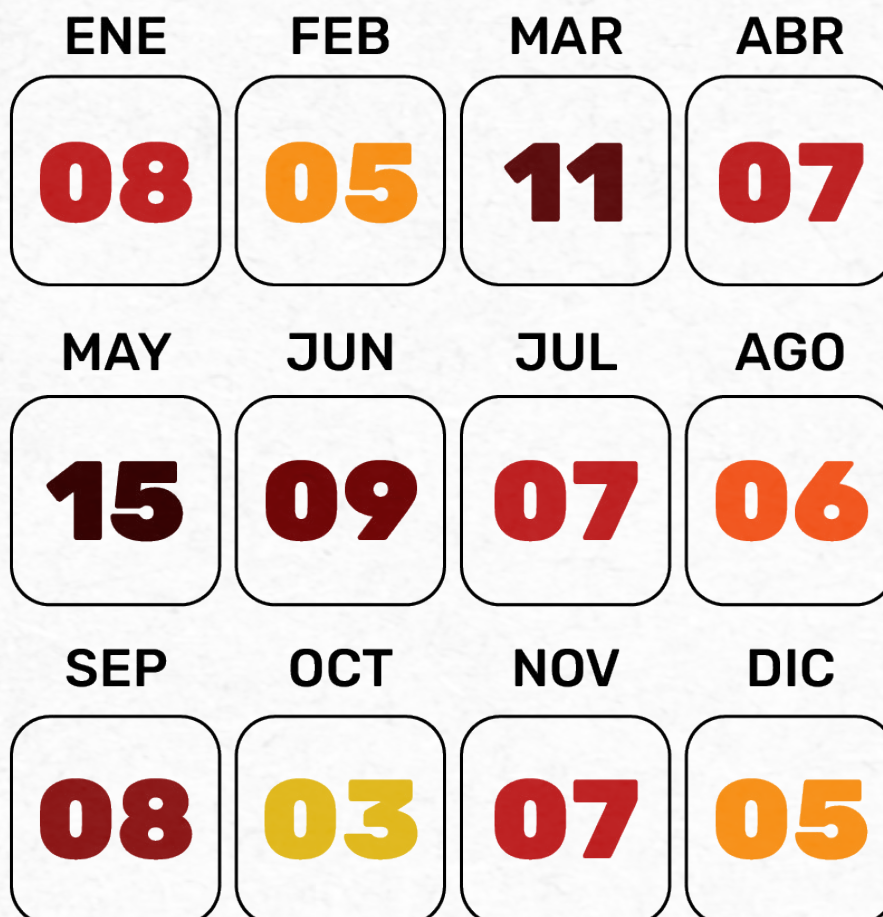 ENE FEB MAR ABR
08 05 11 07
MAY JUN JUL AGO
15 09 07 06
SEP OCT NOV DIC
08 03 07 05